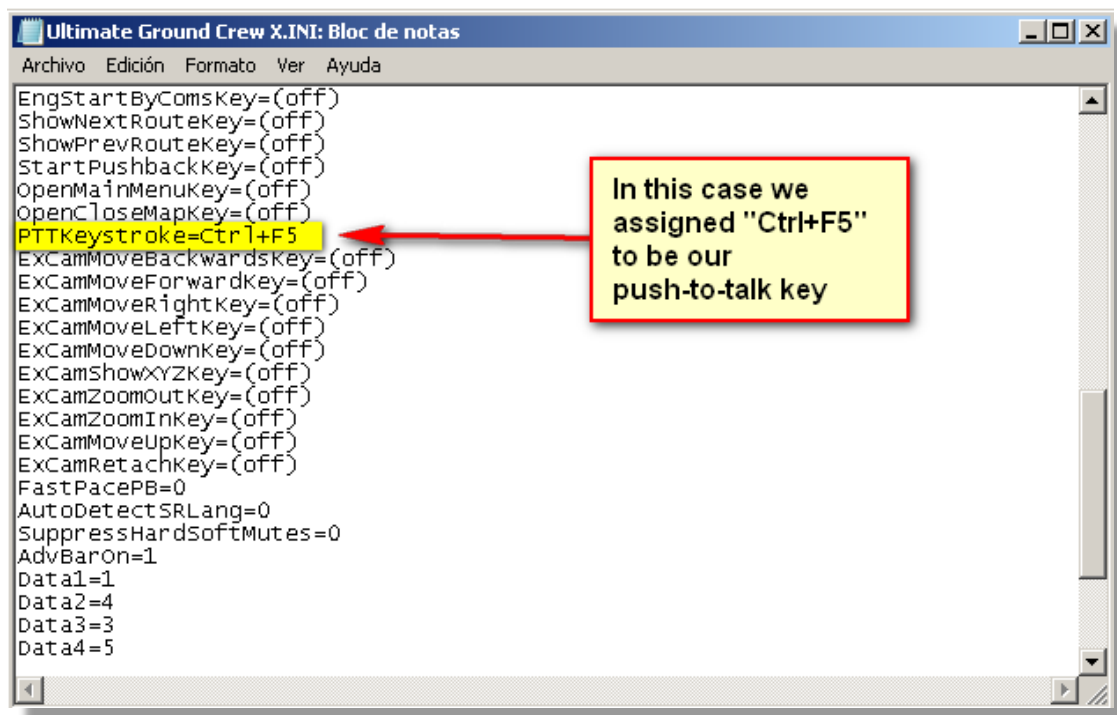 Ultimate Ground Crew X.INI: Bloc de notas
Archivo Edición Formato Ver Ayuda
EngStartByComsKey=(off)
ShowNextRouteKey=(off)
ShowPrevRouteKey=(off)
StartPushbackKey=(off)
OpenMainMenuKey=(off)
OpenCloseMapKey=(off)
PTTKeystroke=Ctrl+F5
ExCamMoveBackwardsKey=(off)
ExCamMoveForwardKey=(off)
ExCamMoveRightKey=(off)
ExCamMoveLeftKey=(off)
ExCamMoveDownKey=(off)
ExCamShowXYZKey=(off)
ExCamZoomOutKey=(off)
ExCamZoomInKey=(off)
ExCamMoveUpKey=(off)
ExCamRetachKey=(off)
FastPacePB=0
AutoDetectSRLang=0
SuppressHardSoftMutes=0
AdvBarOn=1
Data1=1
Data2=4
Data3=3
Data4=5
In this case we
assigned "Ctrl+F5"
to be our
push-to-talk key